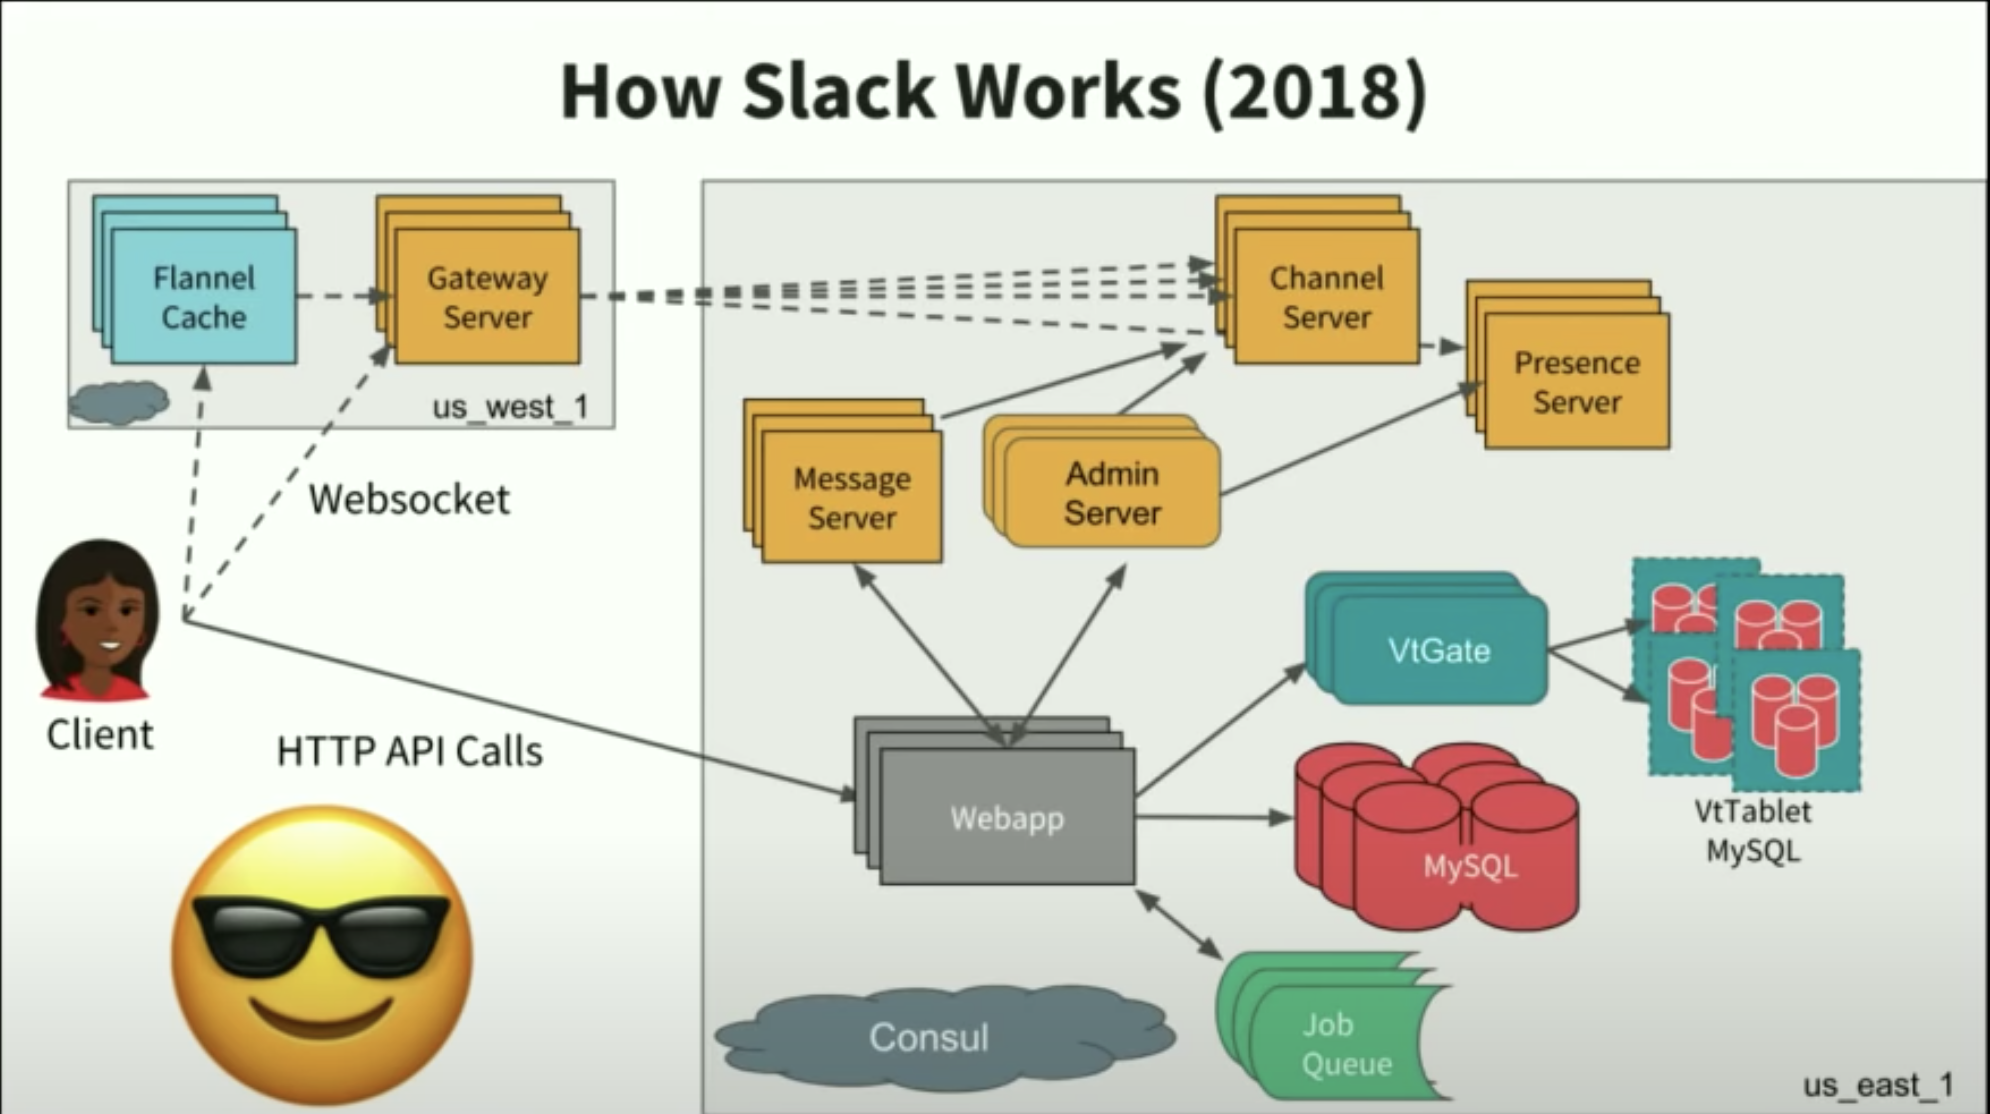 How Slack Works (2018)
Flannel
Cache
Gateway
Server
us_west_1
Channel
Server
Presence
Server
Message
Server
Admin
Server
Websocket
Client
HTTP API Calls
VtGate
VtTablet
MySQL
Webapp
MySQL
Consul
Job
Queue
us_east_1